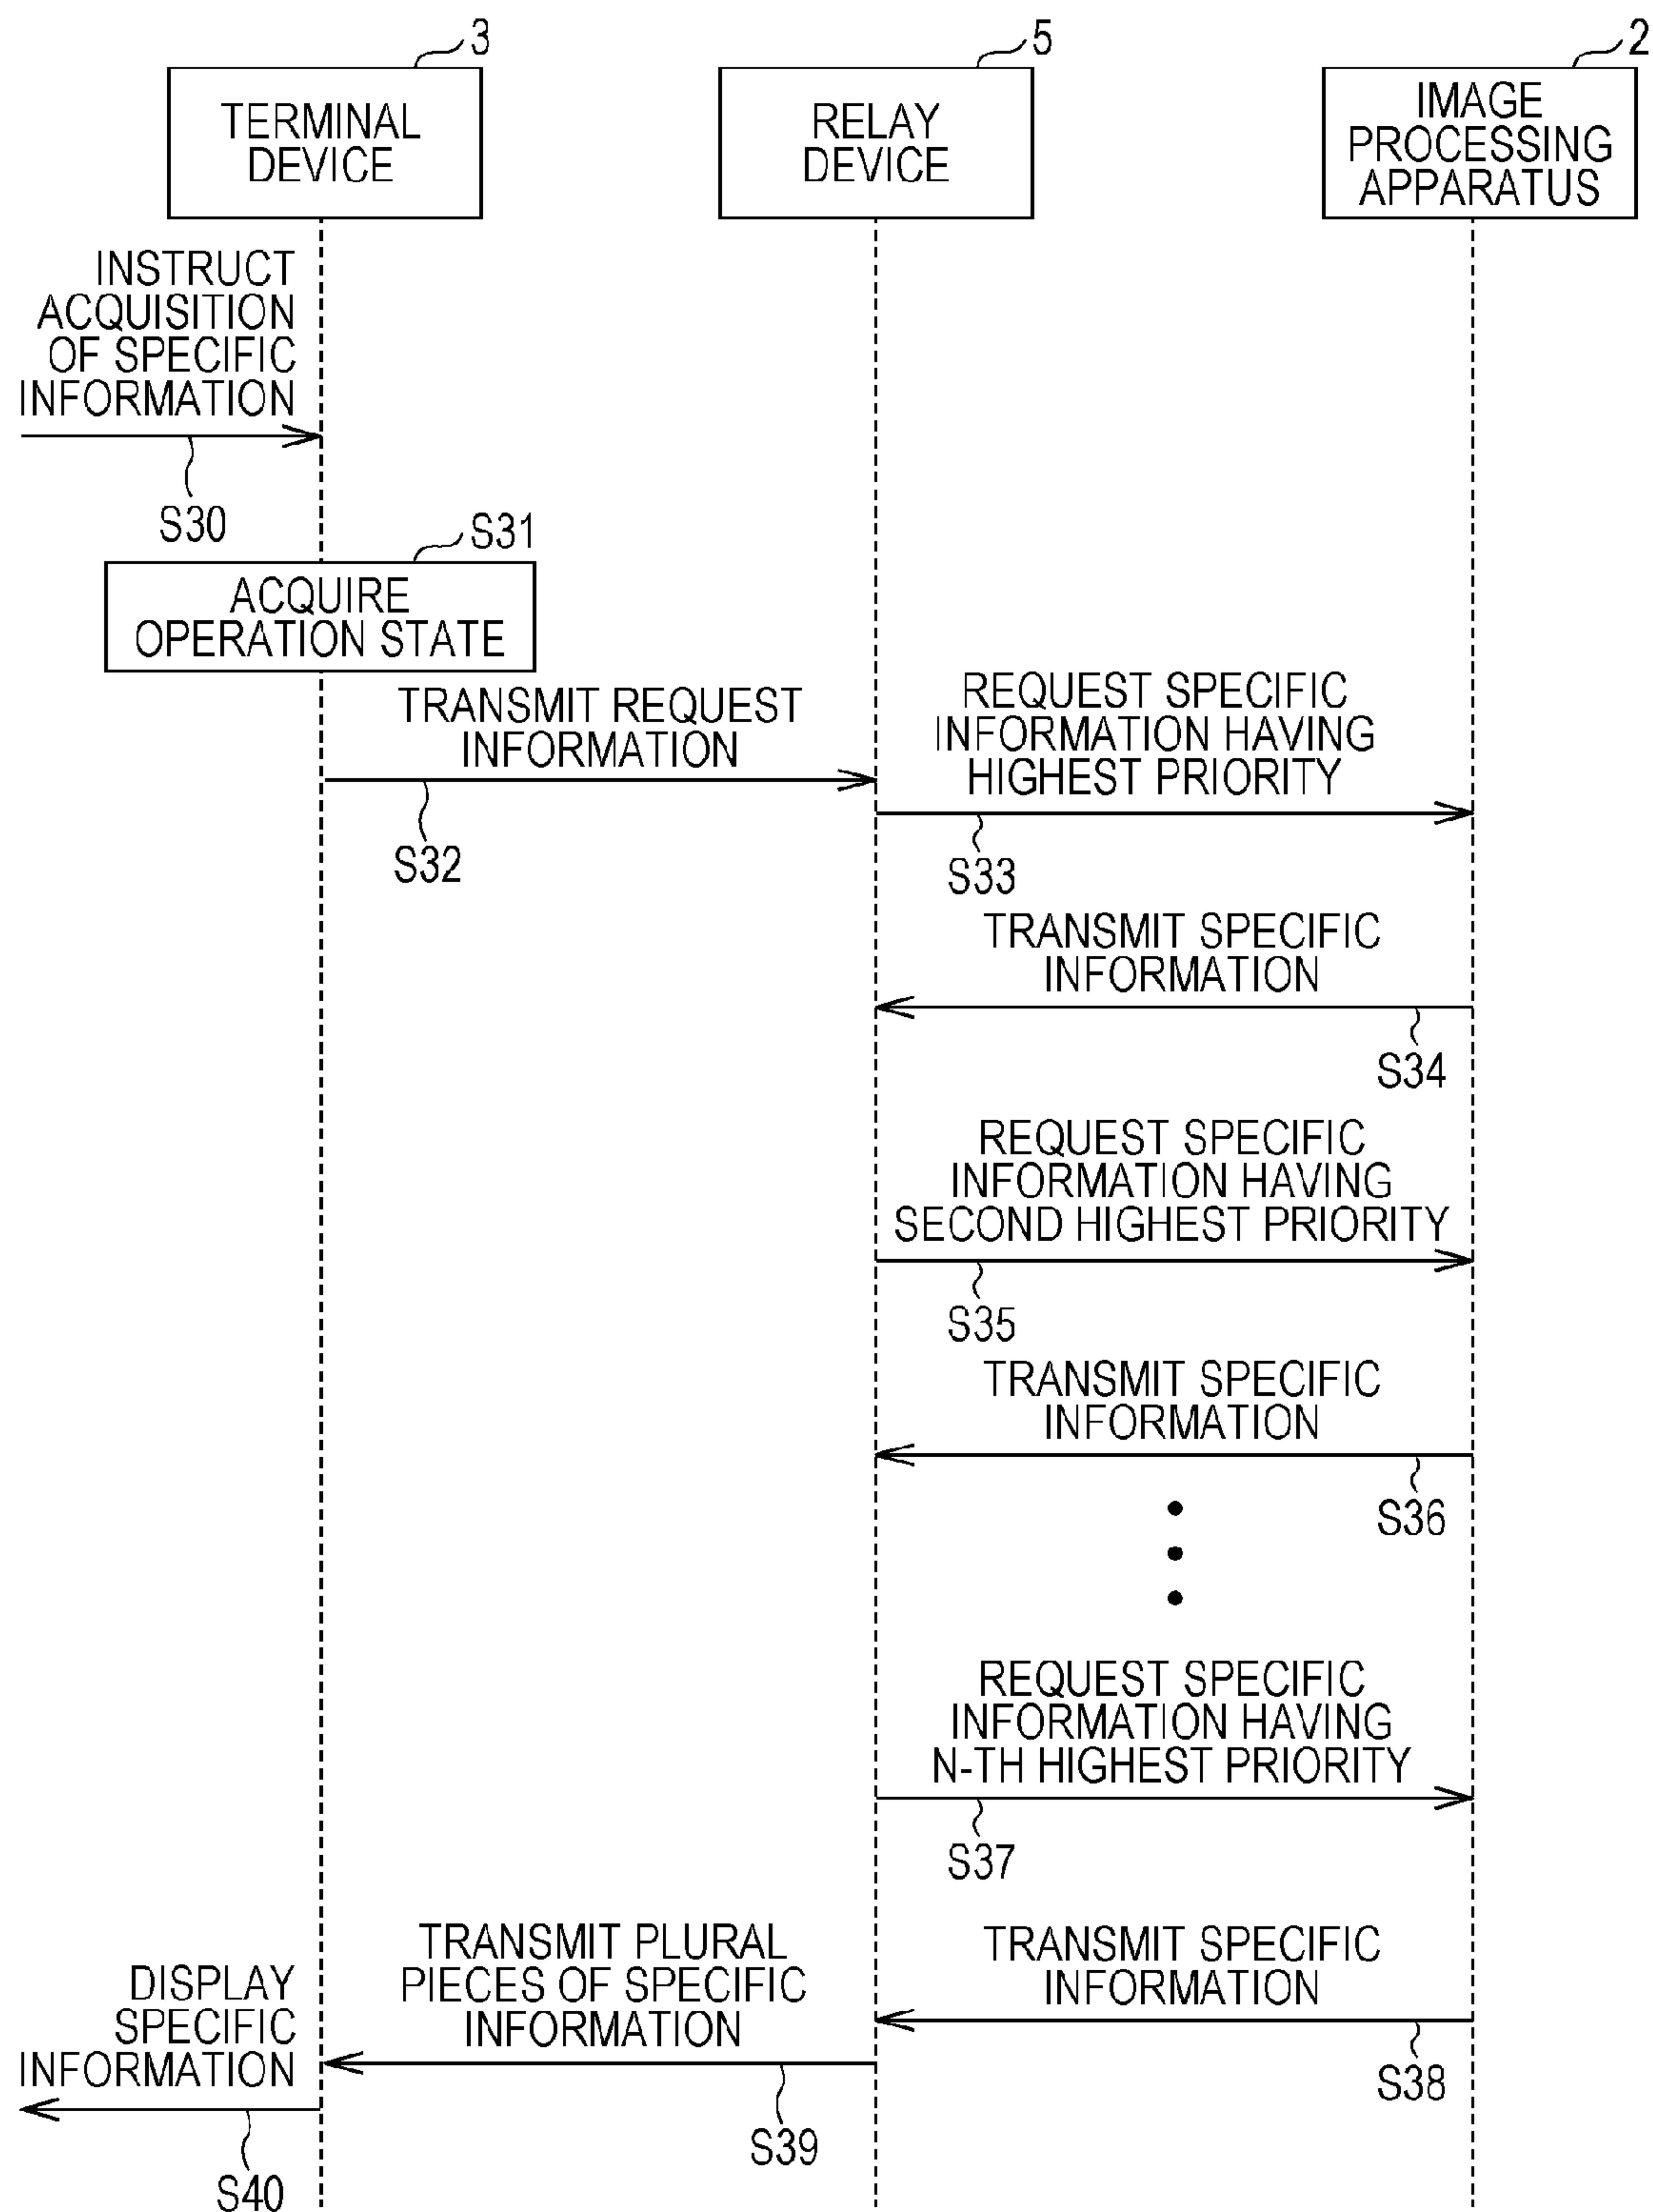 3
5
2
TERMINAL
DEVICE
RELAY
DEVICE
IMAGE
PROCESSING
APPARATUS
INSTRUCT
ACQUISITION
OF SPECIFIC
INFORMATION
S30
S31
ACQUIRE
OPERATION STATE
TRANSMIT REQUEST
INFORMATION
S32
REQUEST SPECIFIC
INFORMATION HAVING
HIGHEST PRIORITY
S33
TRANSMIT SPECIFIC
INFORMATION
S34
REQUEST SPECIFIC
INFORMATION HAVING
SECOND HIGHEST PRIORITY
S35
TRANSMIT SPECIFIC
INFORMATION
S36
REQUEST SPECIFIC
INFORMATION HAVING
N-TH HIGHEST PRIORITY
S37
TRANSMIT SPECIFIC
INFORMATION
S38
TRANSMIT PLURAL
PIECES OF SPECIFIC
INFORMATION
S39
DISPLAY
SPECIFIC
INFORMATION
S40